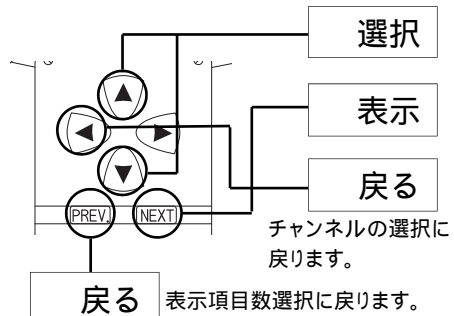 選択
表示
戻る
チャンネルの選択に
戻ります。
PREV.
NEXT
戻る
表示項目数選択に戻ります。